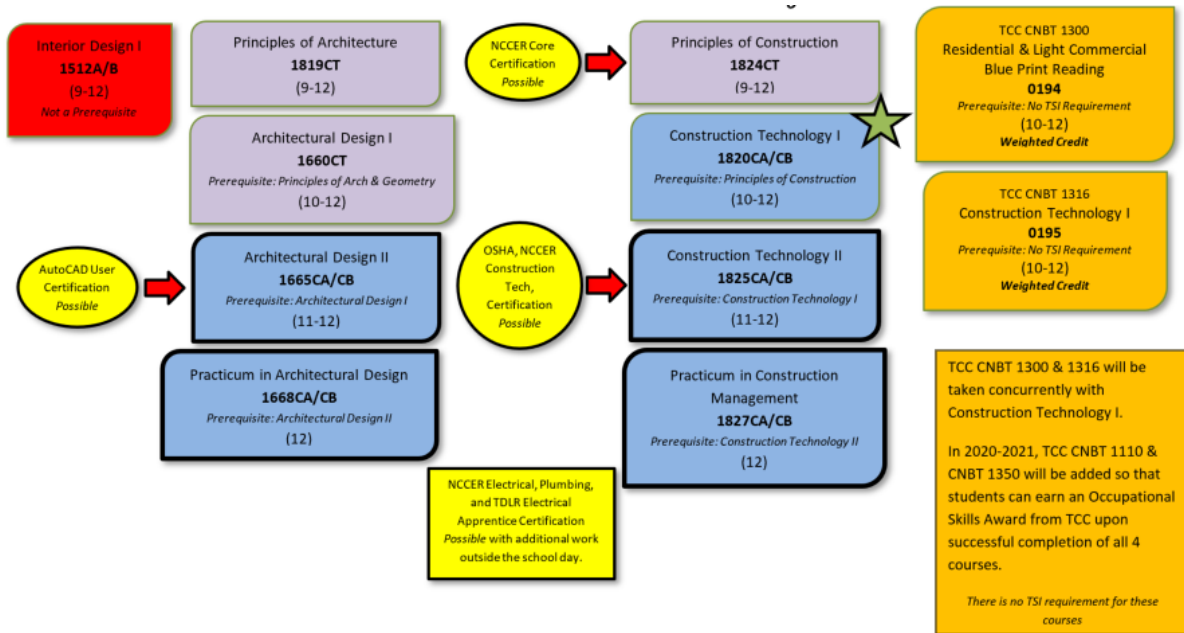 Interior Design I
1512A/B
(9-12)
Not a Prerequisite
Principles of Architecture
1819CT
(9-12)
Architectural Design I
1660CT
Prerequisite: Principles of Arch & Geometry
(10-12)
AutoCAD User
Certification
Possible
Architectural Design II
1665CA/CB
Prerequisite: Architectural Design I
(11-12)
Practicum in Architectural Design
1668CA/CB
Prerequisite: Architectural Design II
(12)
NCCER Core
Certification
Possible
Principles of Construction
1824CT
(9-12)
Construction Technology I
1820CA/CB
Prerequisite: Principles of Construction
(10-12)
OSHA, NCCER
Construction
Tech,
Certification
Possible
Construction Technology II
1825CA/CB
Prerequisite: Construction Technology I
(11-12)
Practicum in Construction
Management
1827CA/CB
Prerequisite: Construction Technology II
(12)
NCCER Electrical, Plumbing,
and TDLR Electrical
Apprentice Certification
Possible with additional work
outside the school day.
TCC CNBT 1300
Residential & Light Commercial
Blue Print Reading
0194
Prerequisite: No TSI Requirement
(10-12)
Weighted Credit
TCC CNBT 1316
Construction Technology I
0195
Prerequisite: No TSI Requirement
(10-12)
Weighted Credit
TCC CNBT 1300 & 1316 will be
taken concurrently with
Construction Technology I.
In 2020-2021, TCC CNBT 1110 &
CNBT 1350 will be added so that
students can earn an Occupational
Skills Award from TCC upon
successful completion of all 4
courses.
There is no TSI requirement for these
courses